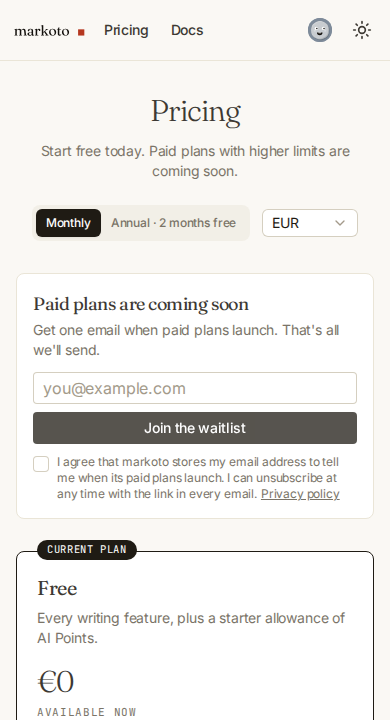 markoto
Pricing
Docs
Pricing
Start free today. Paid plans with higher limits are
coming soon.
Monthly
Annual · 2 months free
EUR
Paid plans are coming soon
Get one email when paid plans launch. That's all
we'll send.
you@example.com
Join the waitlist
I agree that markoto stores my email address to tell
me when its paid plans launch. I can unsubscribe at
any time with the link in every email. Privacy policy
CURRENT PLAN
Free
Every writing feature, plus a starter allowance of
AI Points.
€0
AVAILABLE NOW